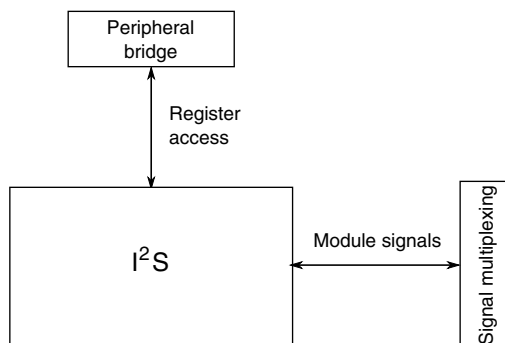 Peripheral
bridge
Register
access
I²S
Module signals
Signal multiplexing